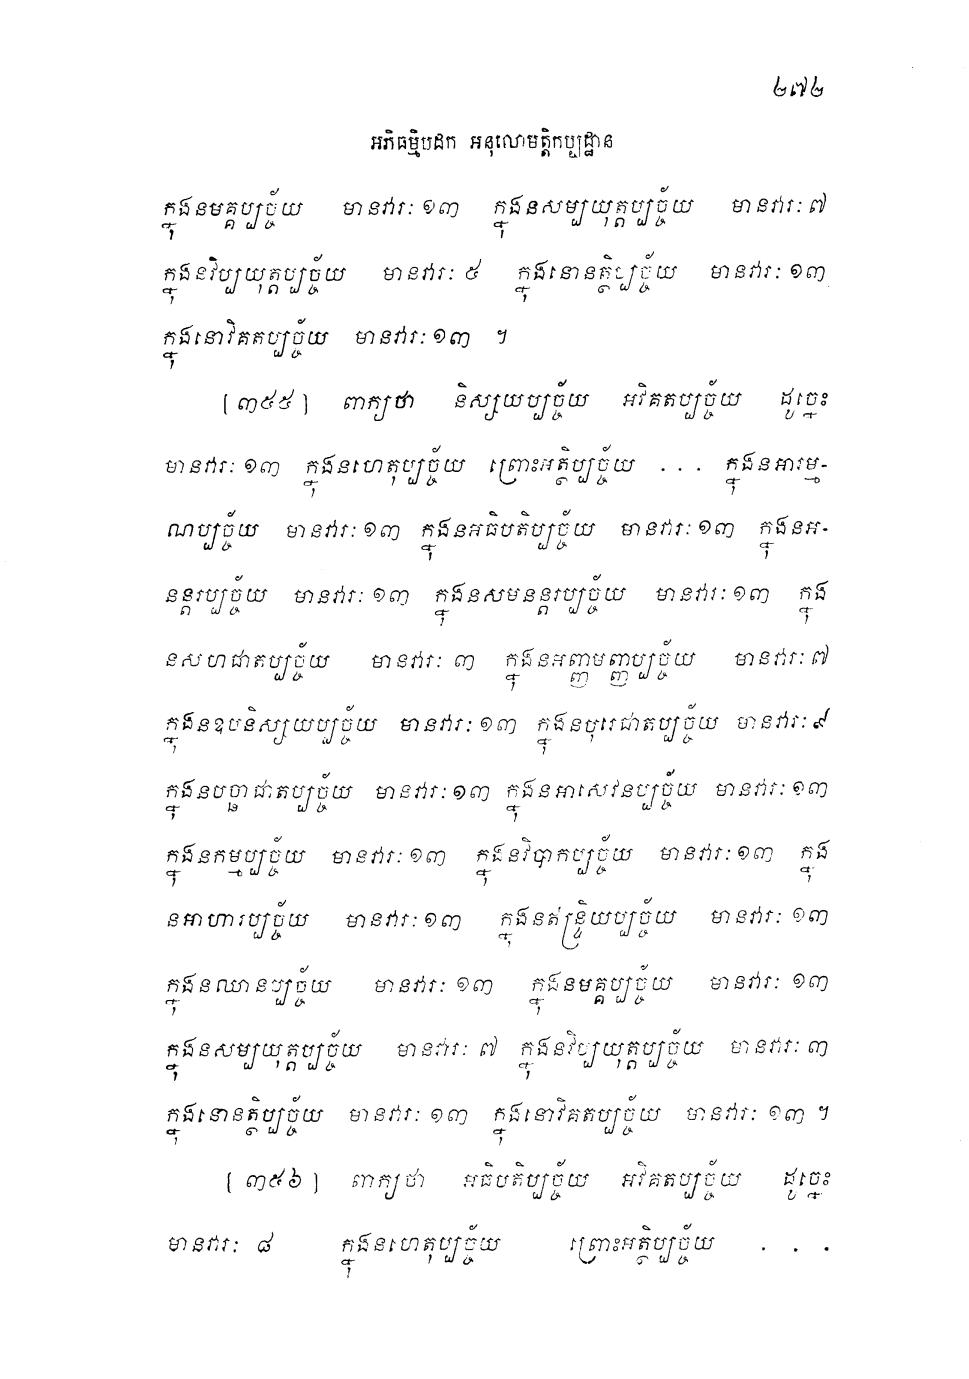 ២៧២
អភិធម្មបិដក អនុលោមត្តិកប្បដ្ឋាន
ក្នុងនមគ្គប្បច្ច័យ មានវារៈ ១៣ ក្នុងនសម្បយុត្តប្បច្ច័យ មានវារៈ ៧
ក្នុងនវិប្បយុត្តប្បច្ច័យ មានវារៈ ៥ ក្នុងនោនត្ថិប្បច្ច័យ មានវារៈ ១៣
ក្នុងនោវិគតប្បច្ច័យ មានវារៈ ១៣ ។
[ ៣៥៥ ] ពាក្យថា និស្សយប្បច្ច័យ អវិគតប្បច្ច័យ ដូច្នេះ
មានវារៈ ១៣ ក្នុងនហេតុប្បច្ច័យ ព្រោះអត្ថិប្បច្ច័យ . . . ក្នុងនអារម្ម-
ណប្បច្ច័យ មានវារៈ ១៣ ក្នុងនអធិបតិប្បច្ច័យ មានវារៈ ១៣ ក្នុងនអ-
នន្តរប្បច្ច័យ មានវារៈ ១៣ ក្នុងនសមនន្តរប្បច្ច័យ មានវារៈ ១៣ ក្នុង
នសហជាតប្បច្ច័យ មានវារៈ ៣ ក្នុងនអញ្ញមញ្ញប្បច្ច័យ មានវារៈ ៧
ក្នុងនឧបនិស្សយប្បច្ច័យ មានវារៈ ១៣ ក្នុងនបុរេជាតប្បច្ច័យ មានវារៈ ៩
ក្នុងនបច្ឆាជាតប្បច្ច័យ មានវារៈ ១៣ ក្នុងនអាសេវនប្បច្ច័យ មានវារៈ ១៣
ក្នុងនកម្មប្បច្ច័យ មានវារៈ ១៣ ក្នុងនវិបាកប្បច្ច័យ មានវារៈ ១៣ ក្នុង
នអាហារប្បច្ច័យ មានវារៈ ១៣ ក្នុងនឥន្ទ្រិយប្បច្ច័យ មានវារៈ ១៣
ក្នុងនឈានប្បច្ច័យ មានវារៈ ១៣ ក្នុងនមគ្គប្បច្ច័យ មានវារៈ ១៣
ក្នុងនសម្បយុត្តប្បច្ច័យ មានវារៈ ៧ ក្នុងនវិប្បយុត្តប្បច្ច័យ មានវារៈ ៣
ក្នុងនោនត្ថិប្បច្ច័យ មានវារៈ ១៣ ក្នុងនោវិគតប្បច្ច័យ មានវារៈ ១៣ ។
[ ៣៥៦ ] ពាក្យថា អធិបតិប្បច្ច័យ អវិគតប្បច្ច័យ ដូច្នេះ
មានវារៈ ៨ ក្នុងនហេតុប្បច្ច័យ ព្រោះអត្ថិប្បច្ច័យ . . .